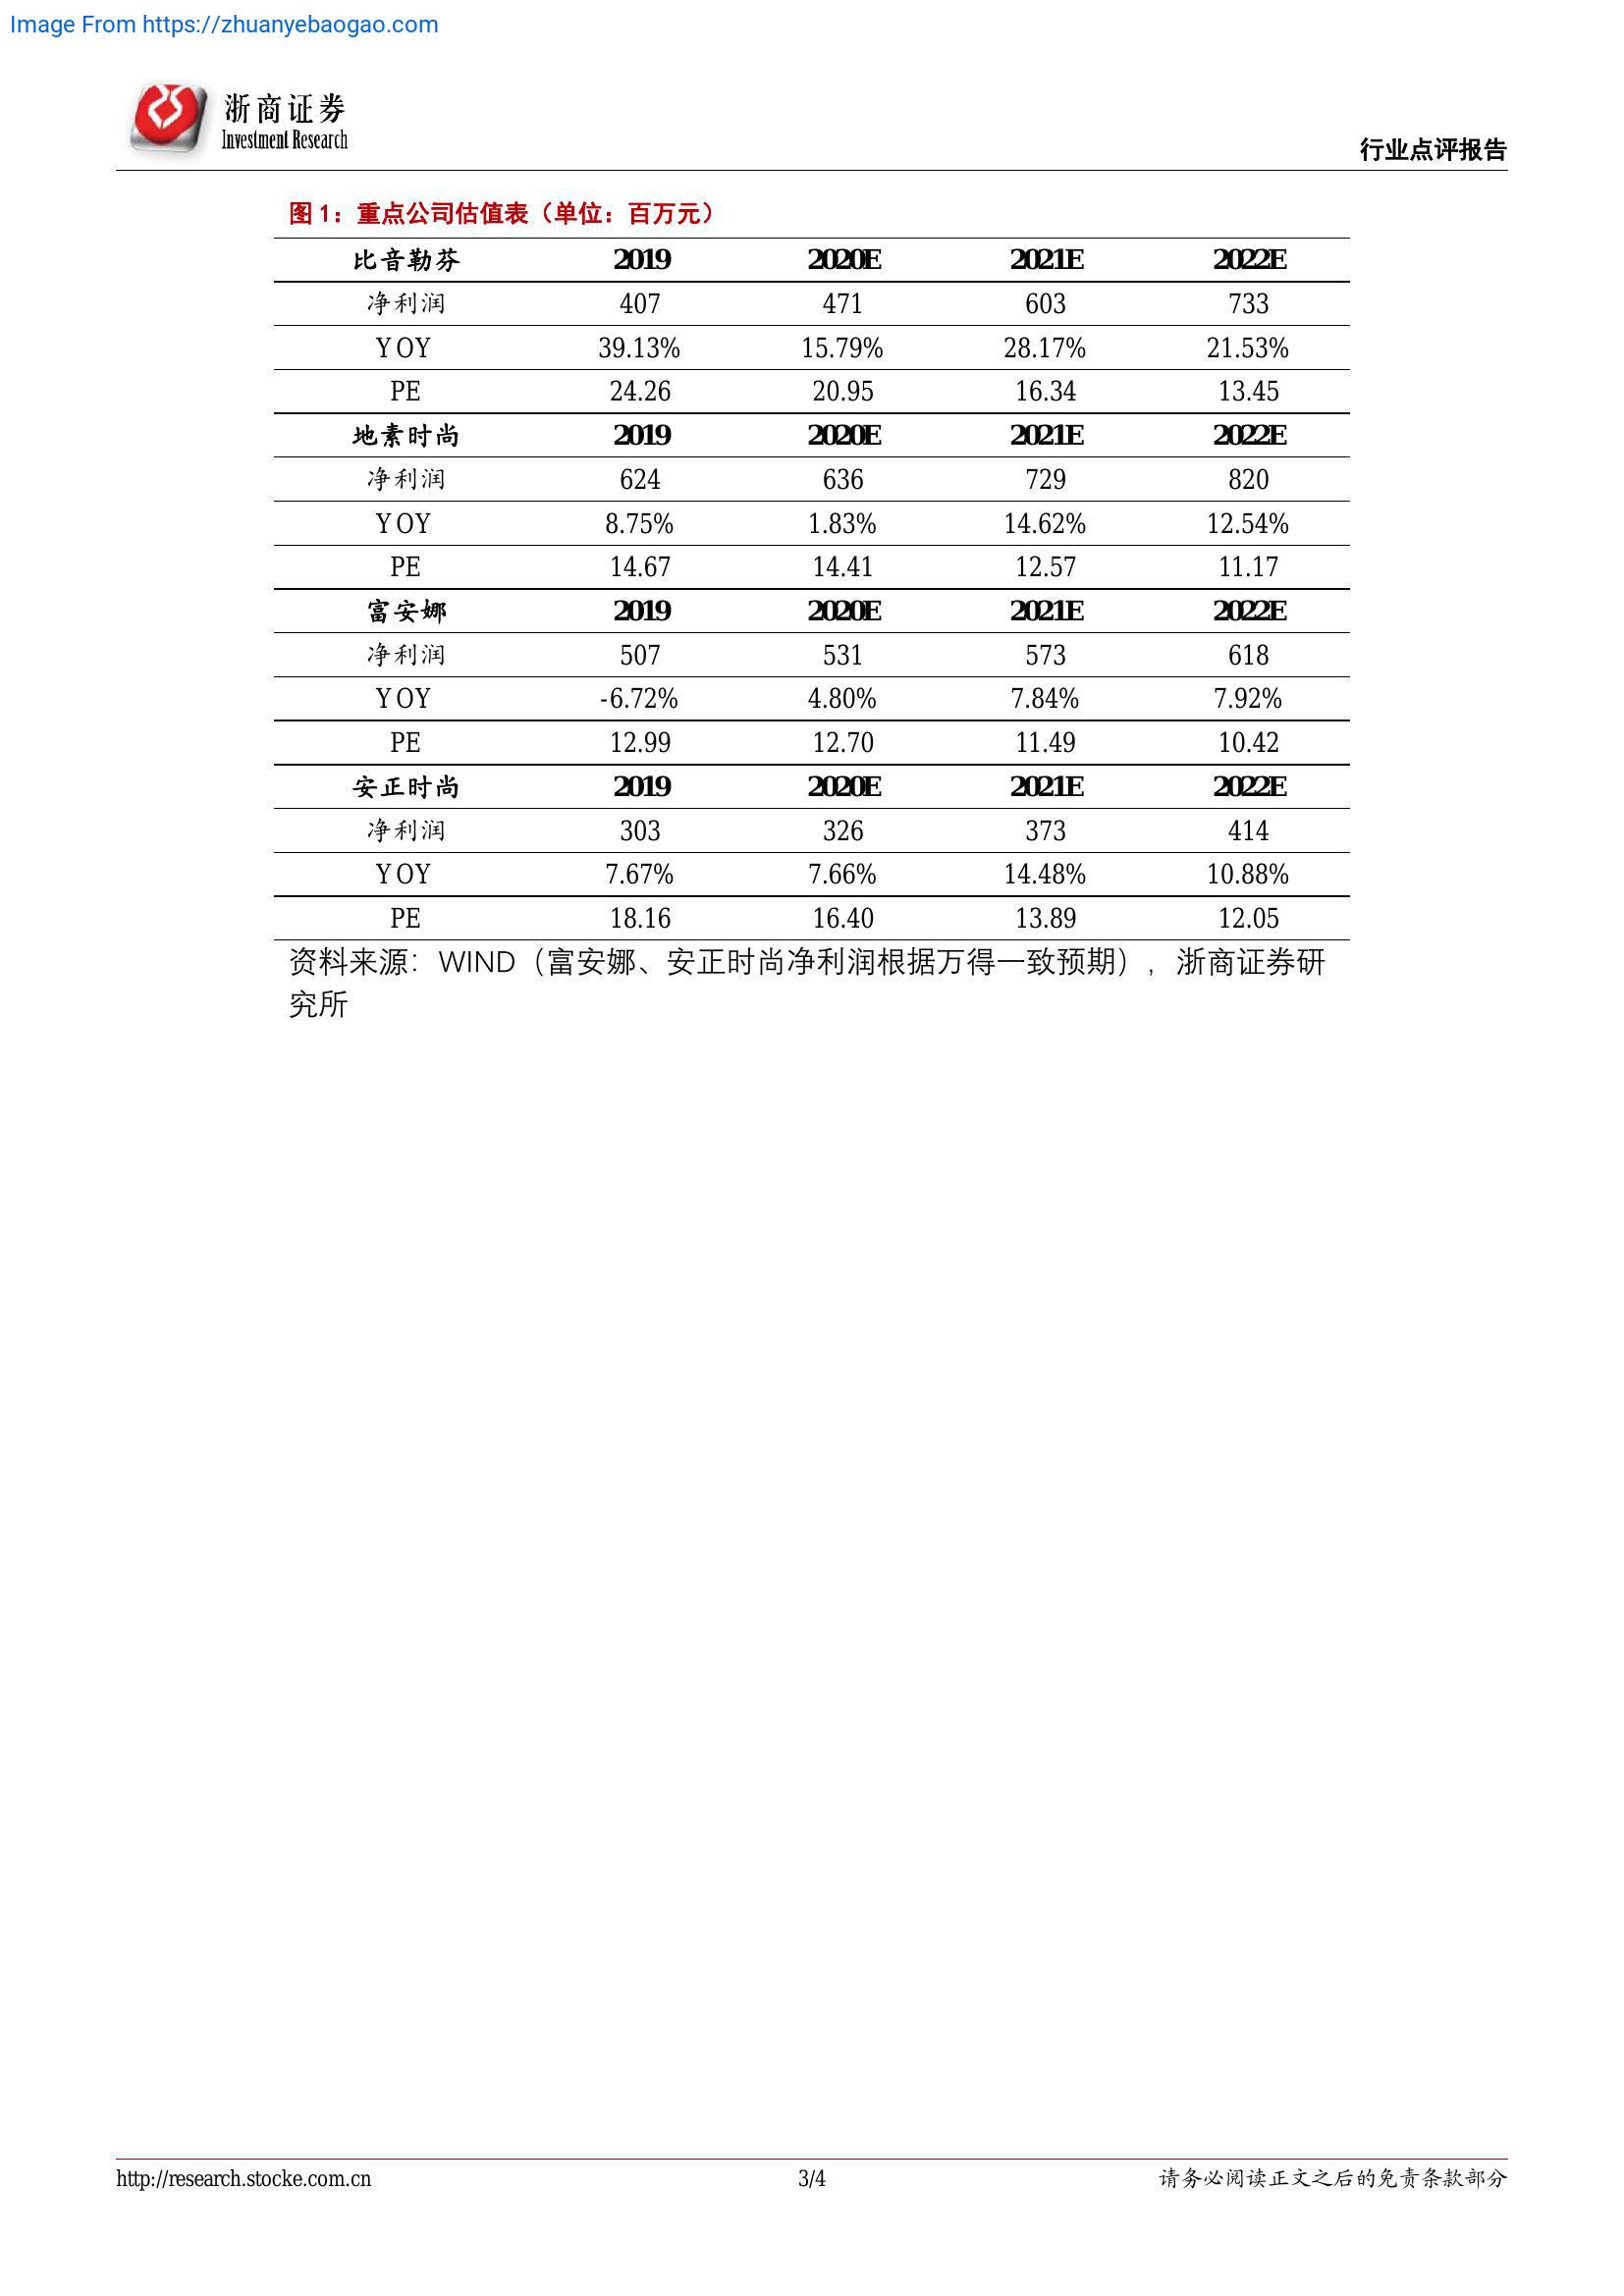 Image From https://zhuanyebaogao.com
浙商证券
Investment Research
行业点评报告
图 1：重点公司估值表（单位：百万元）
比音勒芬 2019 2020E 2021E 2022E
净利润 407 471 603 733
YOY 39.13% 15.79% 28.17% 21.53%
PE 24.26 20.95 16.34 13.45
地素时尚 2019 2020E 2021E 2022E
净利润 624 636 729 820
YOY 8.75% 1.83% 14.62% 12.54%
PE 14.67 14.41 12.57 11.17
富安娜 2019 2020E 2021E 2022E
净利润 507 531 573 618
YOY -6.72% 4.80% 7.84% 7.92%
PE 12.99 12.70 11.49 10.42
安正时尚 2019 2020E 2021E 2022E
净利润 303 326 373 414
YOY 7.67% 7.66% 14.48% 10.88%
PE 18.16 16.40 13.89 12.05
资料来源：WIND（富安娜、安正时尚净利润根据万得一致预期），浙商证券研
究所
http://research.stocke.com.cn 3/4 请务必阅读正文之后的免责条款部分